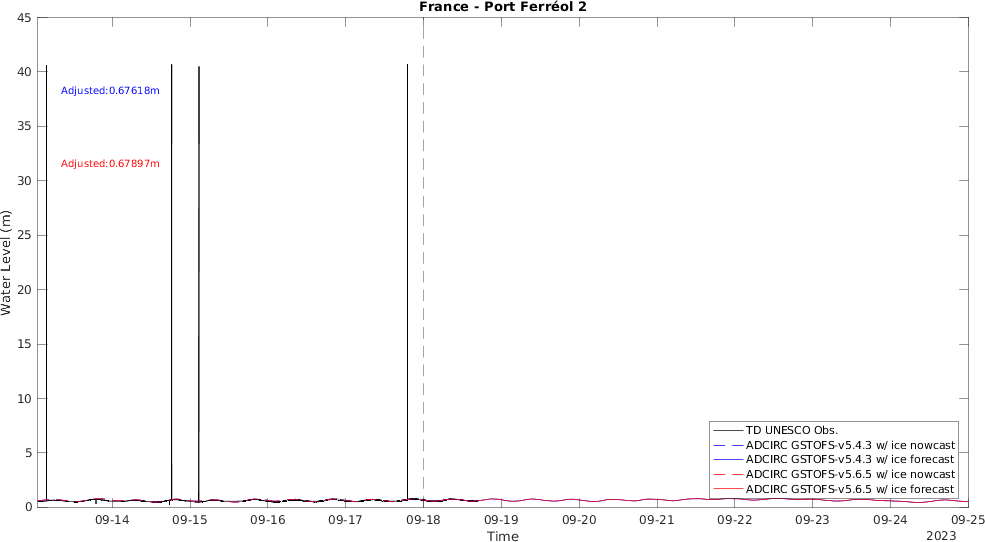 France - Port Ferréol 2
45
40
35
30
25
20
15
10
5
0
Water Level (m)
Adjusted:0.67618m
Adjusted:0.67897m
TD UNESCO Obs.
ADCIRC GSTOFS-v5.4.3 w/ ice nowcast
ADCIRC GSTOFS-v5.4.3 w/ ice forecast
ADCIRC GSTOFS-v5.6.5 w/ ice nowcast
ADCIRC GSTOFS-v5.6.5 w/ ice forecast
09-14 09-15 09-16 09-17 09-18 09-19 09-20 09-21 09-22 09-23 09-24 09-25
Time
2023